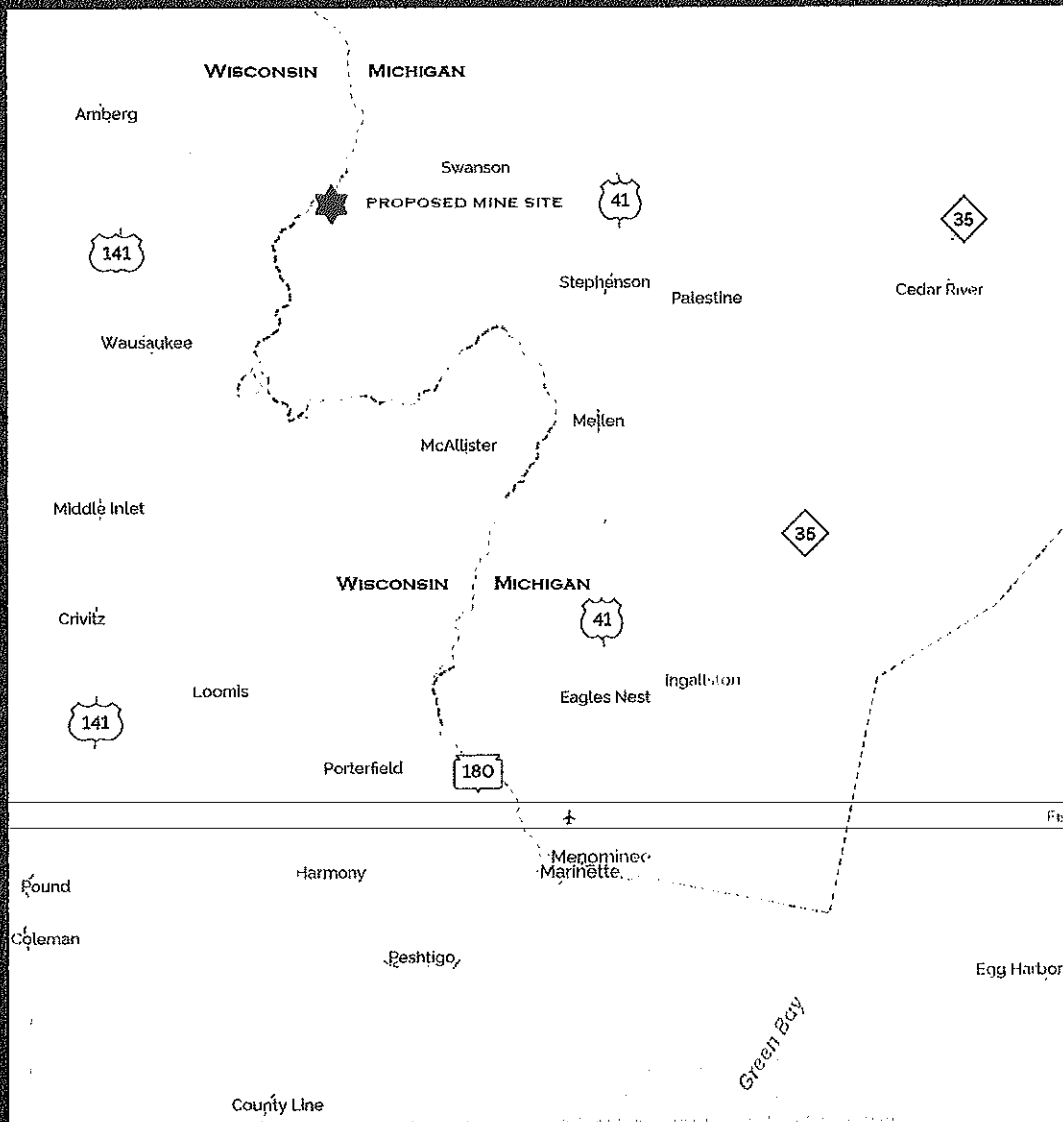 WISCONSIN MICHIGAN
Amberg
Swanson
PROPOSED MINE SITE
41
35
141
Stephenson
Palestine
Cedar River
Wausaukee
Mellen
McAllister
Middle Inlet
35
WISCONSIN MICHIGAN
41
Crivitz
Ingallston
Loomis
Eagles Nest
141
Porterfield
180
Menominee
Marinette
Harmony
Pound
Coleman
Peshtigo
Egg Harbor
Green Bay
County Line